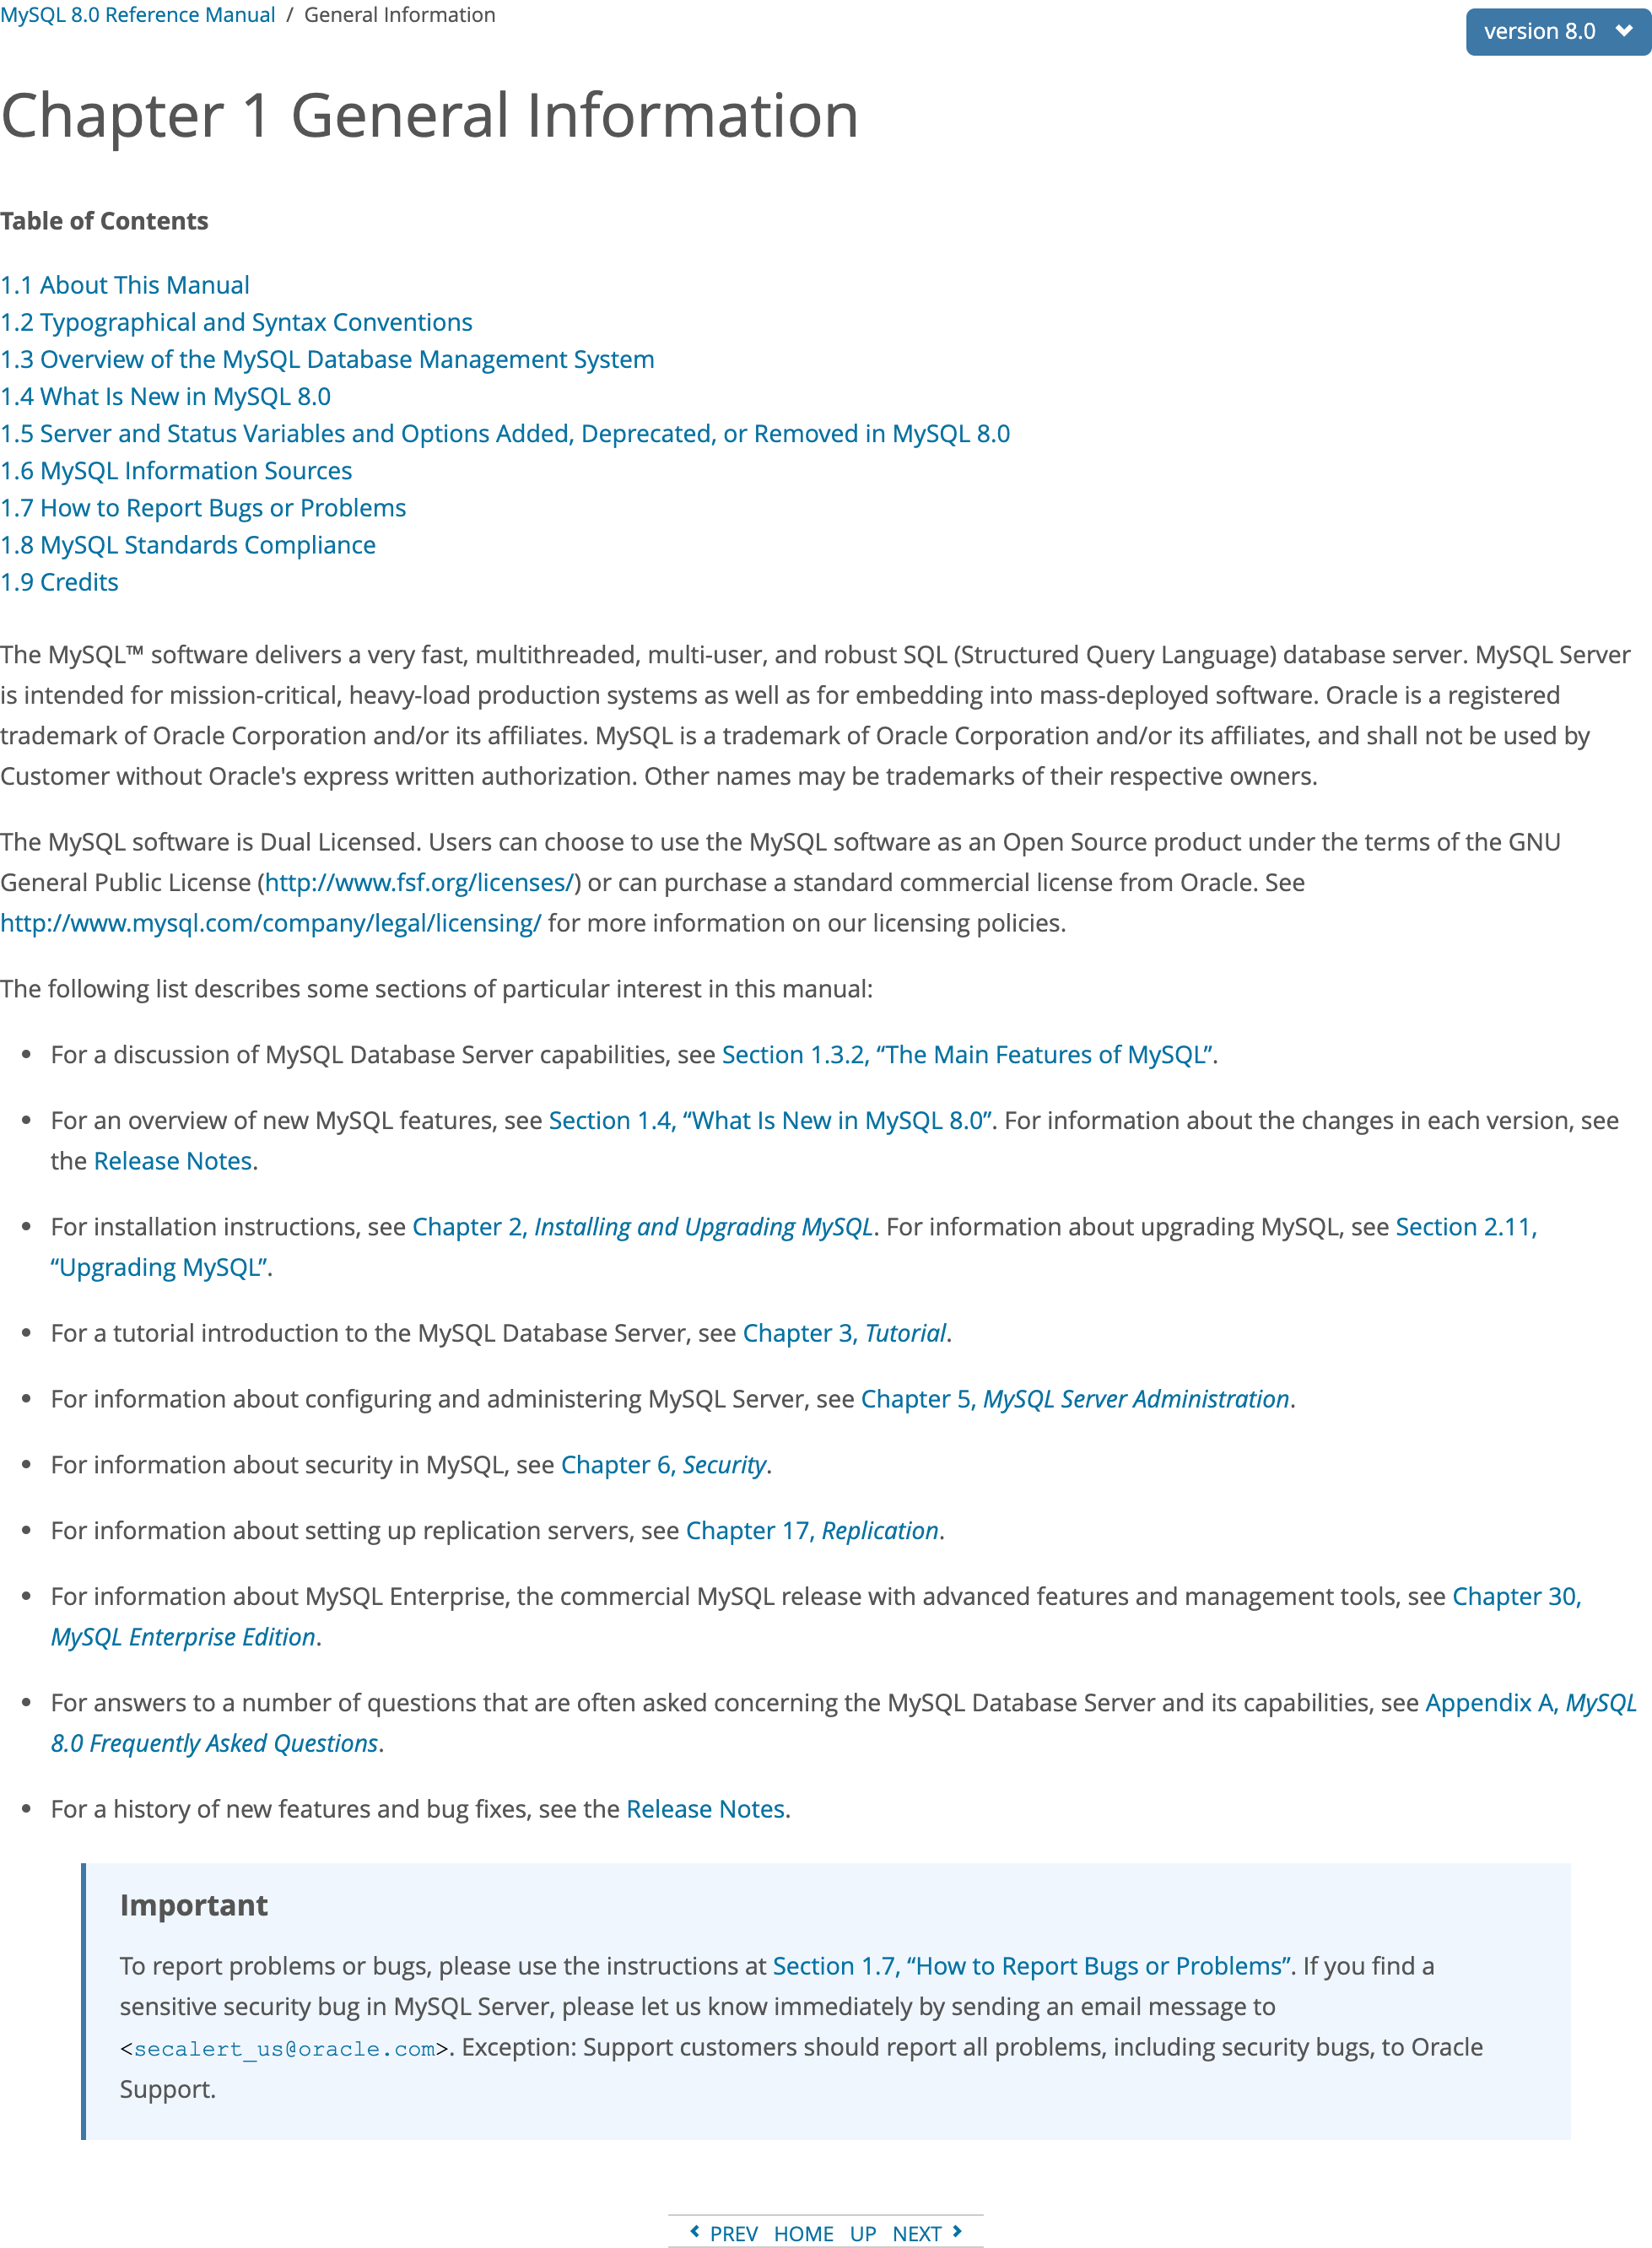 MySQL 8.0 Reference Manual / General Information
version 8.0
Chapter 1 General Information
Table of Contents
1.1 About This Manual
1.2 Typographical and Syntax Conventions
1.3 Overview of the MySQL Database Management System
1.4 What Is New in MySQL 8.0
1.5 Server and Status Variables and Options Added, Deprecated, or Removed in MySQL 8.0
1.6 MySQL Information Sources
1.7 How to Report Bugs or Problems
1.8 MySQL Standards Compliance
1.9 Credits
The MySQL™ software delivers a very fast, multithreaded, multi-user, and robust SQL (Structured Query Language) database server. MySQL Server
is intended for mission-critical, heavy-load production systems as well as for embedding into mass-deployed software. Oracle is a registered
trademark of Oracle Corporation and/or its affiliates. MySQL is a trademark of Oracle Corporation and/or its affiliates, and shall not be used by
Customer without Oracle's express written authorization. Other names may be trademarks of their respective owners.
The MySQL software is Dual Licensed. Users can choose to use the MySQL software as an Open Source product under the terms of the GNU
General Public License (http://www.fsf.org/licenses/) or can purchase a standard commercial license from Oracle. See
http://www.mysql.com/company/legal/licensing/ for more information on our licensing policies.
The following list describes some sections of particular interest in this manual:
• For a discussion of MySQL Database Server capabilities, see Section 1.3.2, “The Main Features of MySQL”.
• For an overview of new MySQL features, see Section 1.4, “What Is New in MySQL 8.0”. For information about the changes in each version, see
the Release Notes.
• For installation instructions, see Chapter 2, Installing and Upgrading MySQL. For information about upgrading MySQL, see Section 2.11,
“Upgrading MySQL”.
• For a tutorial introduction to the MySQL Database Server, see Chapter 3, Tutorial.
• For information about configuring and administering MySQL Server, see Chapter 5, MySQL Server Administration.
• For information about security in MySQL, see Chapter 6, Security.
• For information about setting up replication servers, see Chapter 17, Replication.
• For information about MySQL Enterprise, the commercial MySQL release with advanced features and management tools, see Chapter 30,
MySQL Enterprise Edition.
• For answers to a number of questions that are often asked concerning the MySQL Database Server and its capabilities, see Appendix A, MySQL
8.0 Frequently Asked Questions.
• For a history of new features and bug fixes, see the Release Notes.
Important
To report problems or bugs, please use the instructions at Section 1.7, “How to Report Bugs or Problems”. If you find a
sensitive security bug in MySQL Server, please let us know immediately by sending an email message to
<secalert_us@oracle.com>. Exception: Support customers should report all problems, including security bugs, to Oracle
Support.
PREV HOME UP NEXT